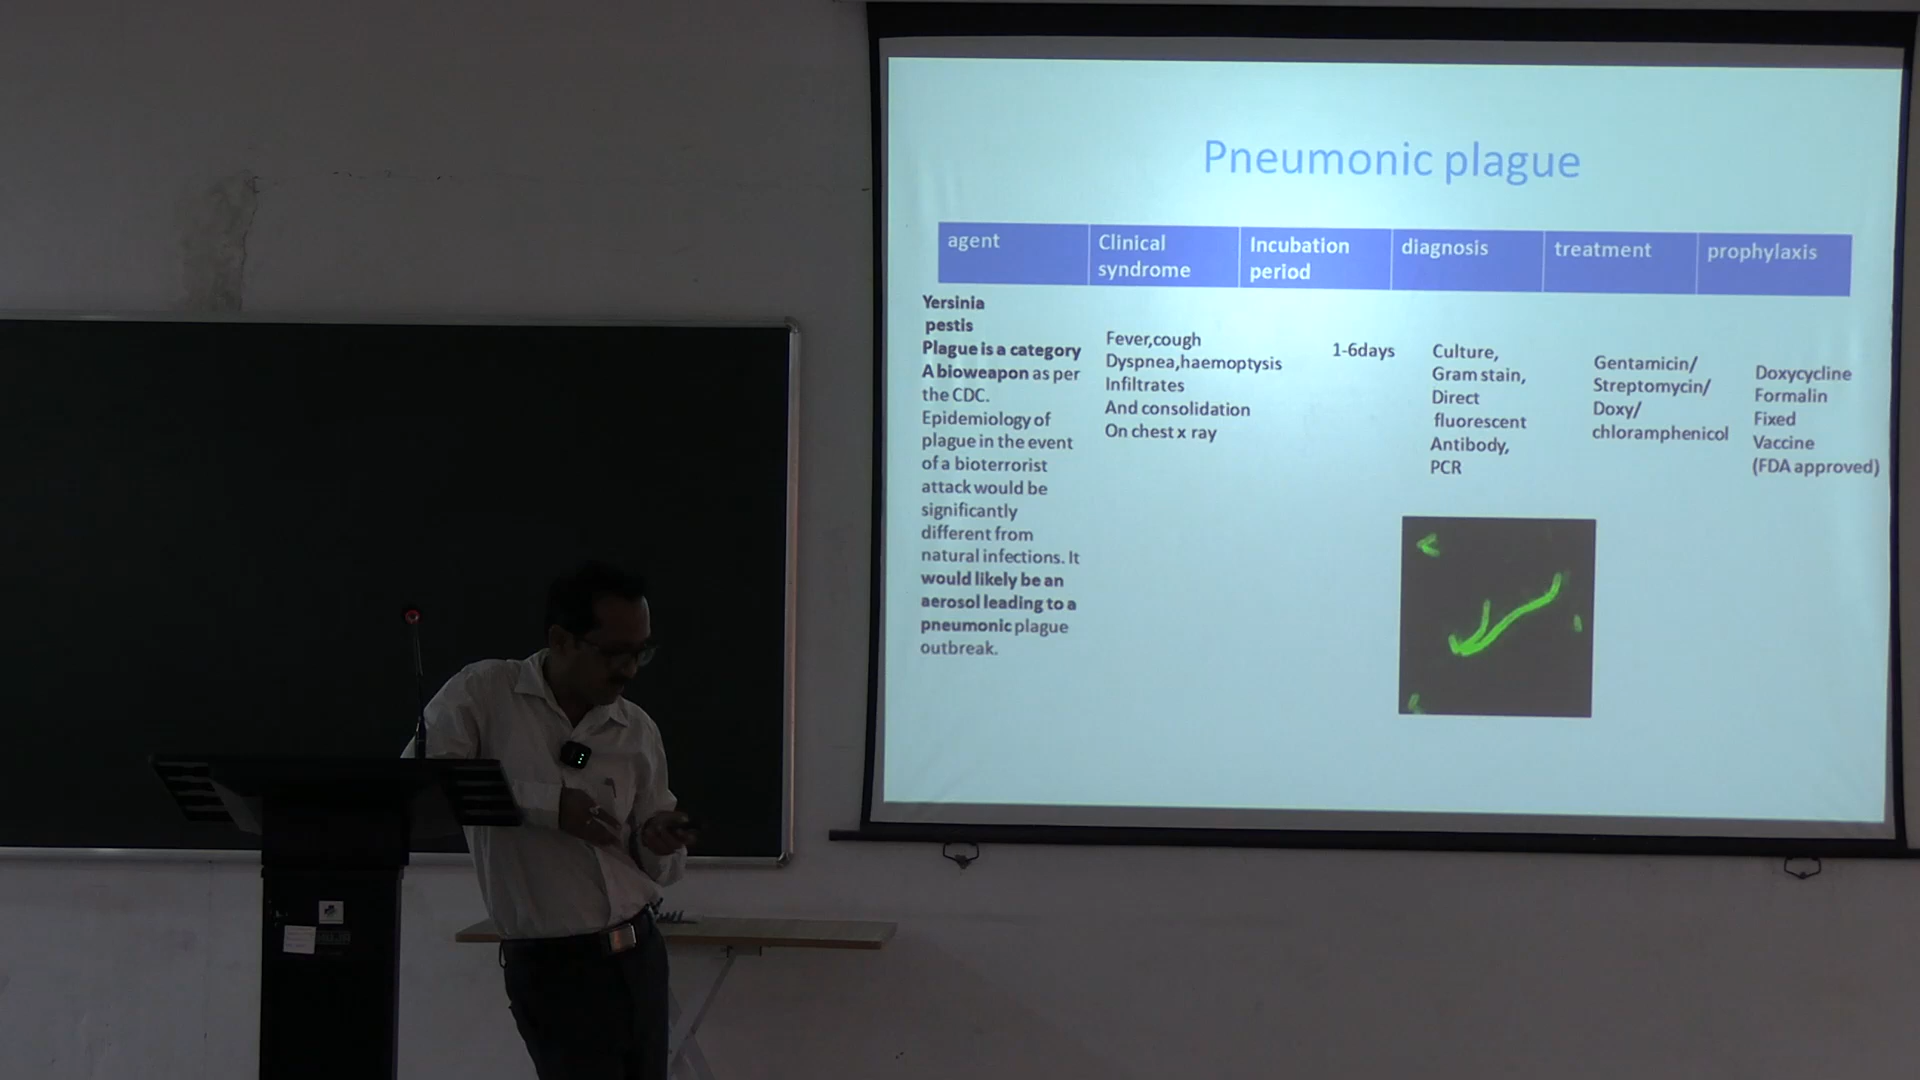 Pneumonic plague
agent
Clinical
syndrome
Incubation
period
diagnosis
treatment
prophylaxis
Yersinia
pestis
Plague is a category
A bioweapon as per
the CDC.
Epidemiology of
plague in the event
of a bioterrorist
attack would be
significantly
different from
natural infections. It
would likely be an
aerosol leading to a
pneumonic plague
outbreak.
Fever,cough
Dyspnea,haemoptysis
Infiltrates
And consolidation
On chest x ray
1-6days
Culture,
Gram stain,
Direct
fluorescent
Antibody,
PCR
Gentamicin/
Streptomycin/
Doxy/
chloramphenicol
Doxycycline
Formalin
Fixed
Vaccine
(FDA approved)